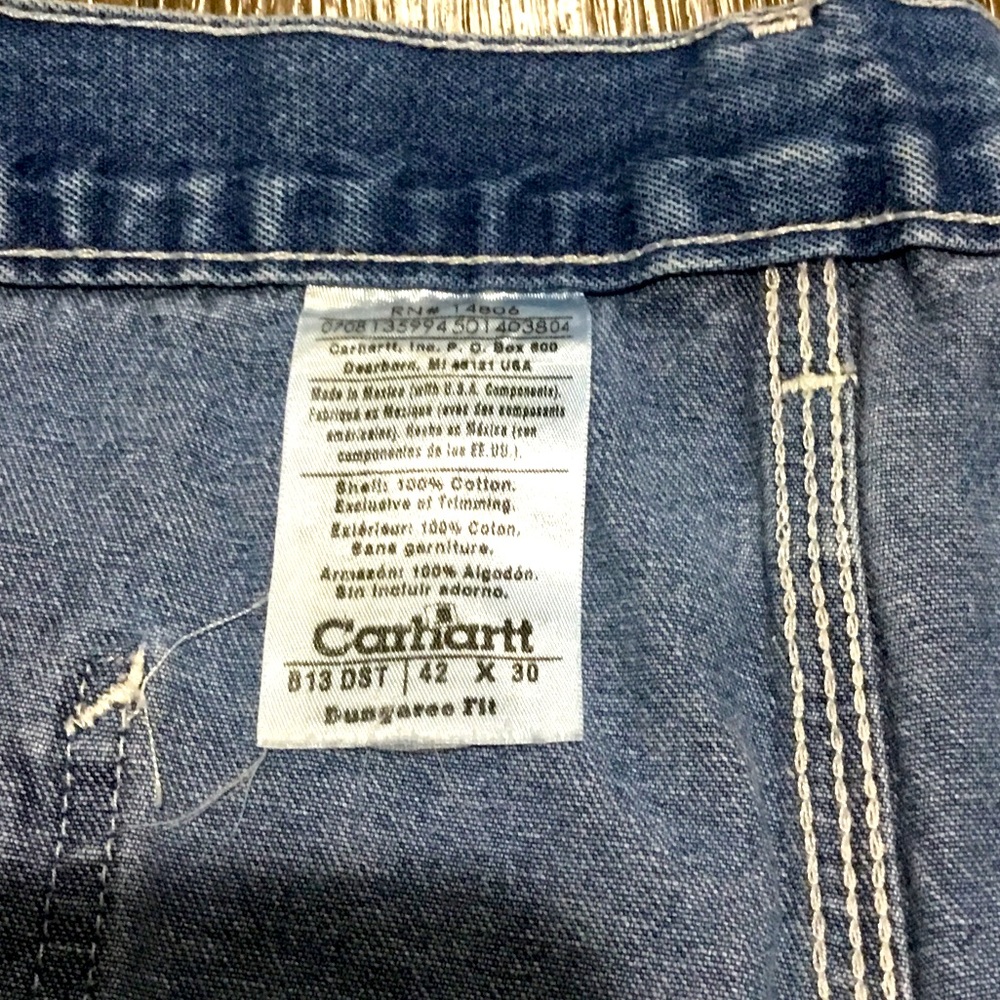 RN# 14806
0708135994501403804
Carhartt, Inc. P. O. Box 600
Dearborn, MI 48121 USA
Made in Mexico (with U.S.A. Components).
Fabriqué au Mexique (avec des composants
américains). Hecho en México (con
componentes de los EE.UU.).
Shell: 100% Cotton.
Exclusive of Trimming.
Extérieur: 100% Coton,
Sans garniture.
Armazón: 100% Algodón.
Sin incluir adorno.
Carhartt
B13 DST | 42 X 30
Dungaree Fit